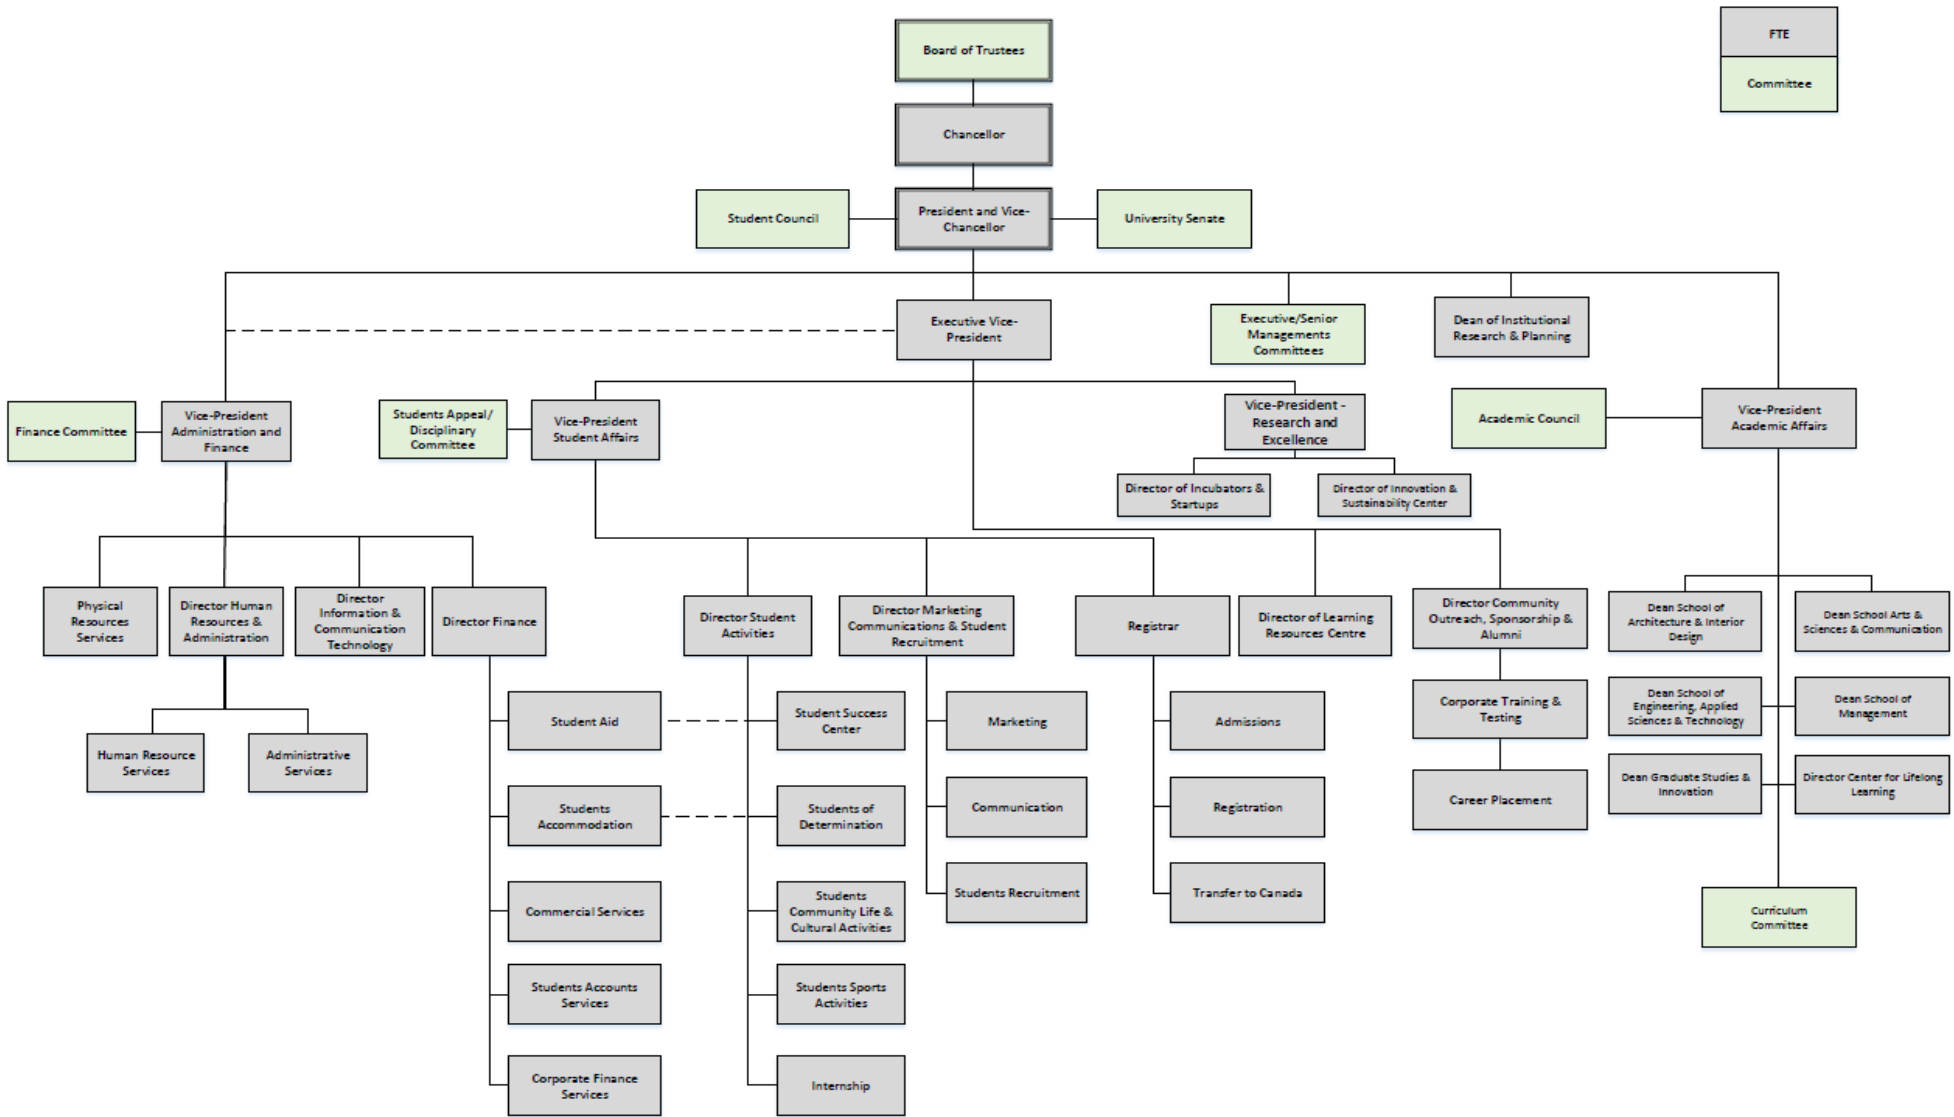 Board of Trustees
FTE
Committee
Chancellor
Student Council
President and Vice-
Chancellor
University Senate
Executive Vice-
President
Executive/Senior
Managements
Committees
Dean of Institutional
Research & Planning
Finance Committee
Vice-President
Administration and
Finance
Students Appeal/
Disciplinary
Committee
Vice-President
Student Affairs
Vice-President -
Research and
Excellence
Academic Council
Vice-President
Academic Affairs
Director of Incubators &
Startups
Director of Innovation &
Sustainability Center
Physical
Resources
Services
Director Human
Resources &
Administration
Director
Information &
Communication
Technology
Director Finance
Director Student
Activities
Director Marketing
Communications & Student
Recruitment
Registrar
Director of Learning
Resources Centre
Director Community
Outreach, Sponsorship &
Alumni
Dean School of
Architecture & Interior
Design
Dean School Arts &
Sciences & Communication
Student Aid
Student Success
Center
Marketing
Admissions
Corporate Training &
Testing
Dean School of
Engineering, Applied
Sciences & Technology
Dean School of
Management
Human Resource
Services
Administrative
Services
Students
Accommodation
Students of
Determination
Communication
Registration
Career Placement
Dean Graduate Studies &
Innovation
Director Center for Lifelong
Learning
Commercial Services
Students
Community Life &
Cultural Activities
Students Recruitment
Transfer to Canada
Curriculum
Committee
Students Accounts
Services
Students Sports
Activities
Corporate Finance
Services
Internship